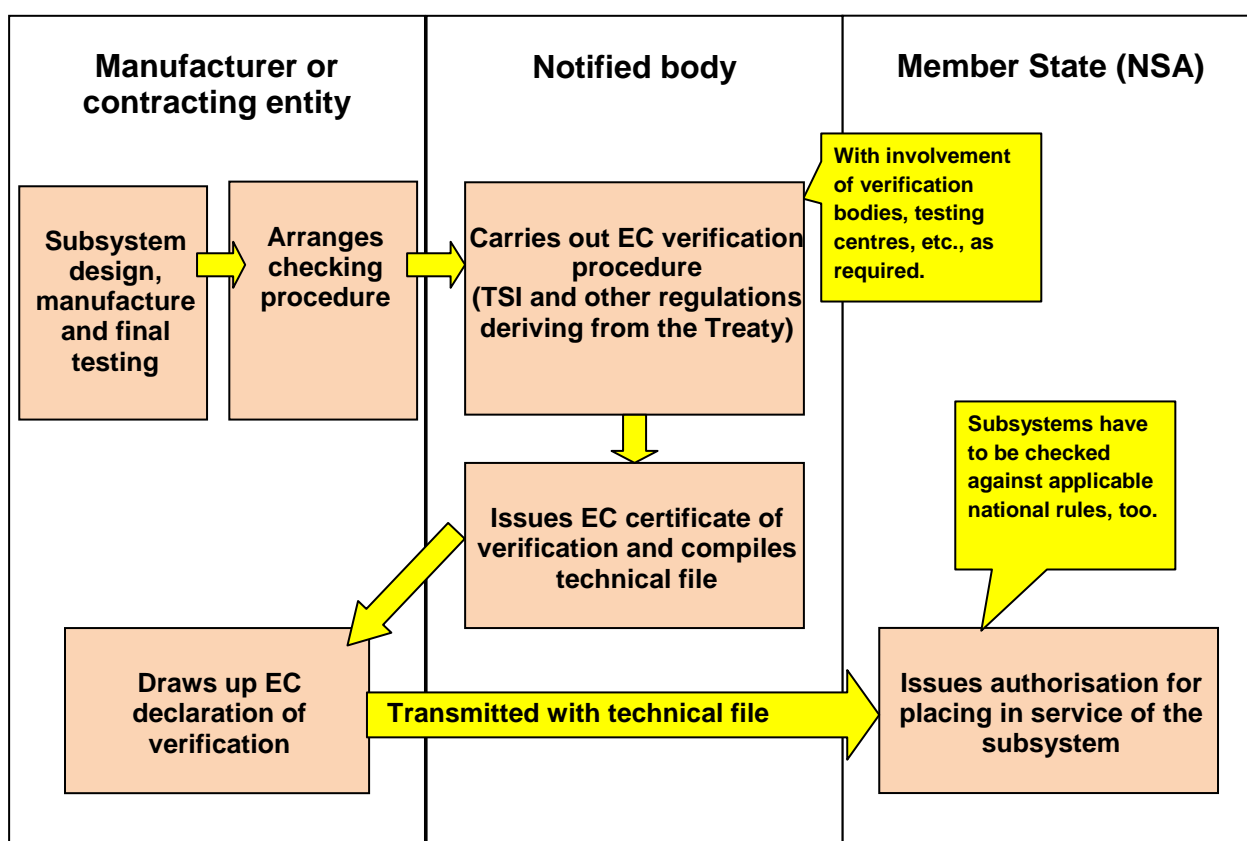 Manufacturer or
contracting entity
Notified body
Member State (NSA)
With involvement
of verification
bodies, testing
centres, etc., as
required.
Subsystem
design,
manufacture
and final
testing
Arranges
checking
procedure
Carries out EC verification
procedure
(TSI and other regulations
deriving from the Treaty)
Subsystems have
to be checked
against applicable
national rules, too.
Issues EC certificate of
verification and compiles
technical file
Draws up EC
declaration of
verification
Transmitted with technical file
Issues authorisation for
placing in service of the
subsystem